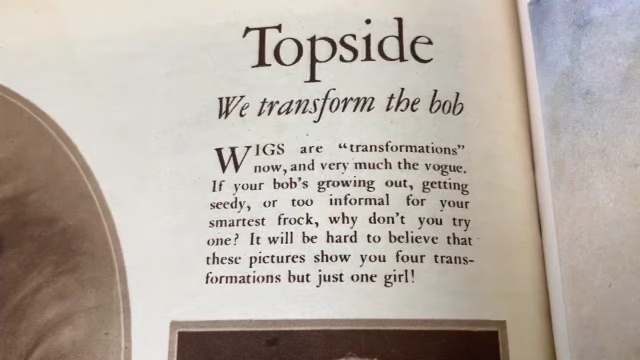 Topside
We transform the bob
WIGS are "transformations"
now, and very much the vogue.
If your bob's growing out, getting
seedy, or too informal for your
smartest frock, why don't you try
one? It will be hard to believe that
these pictures show you four trans-
formations but just one girl!